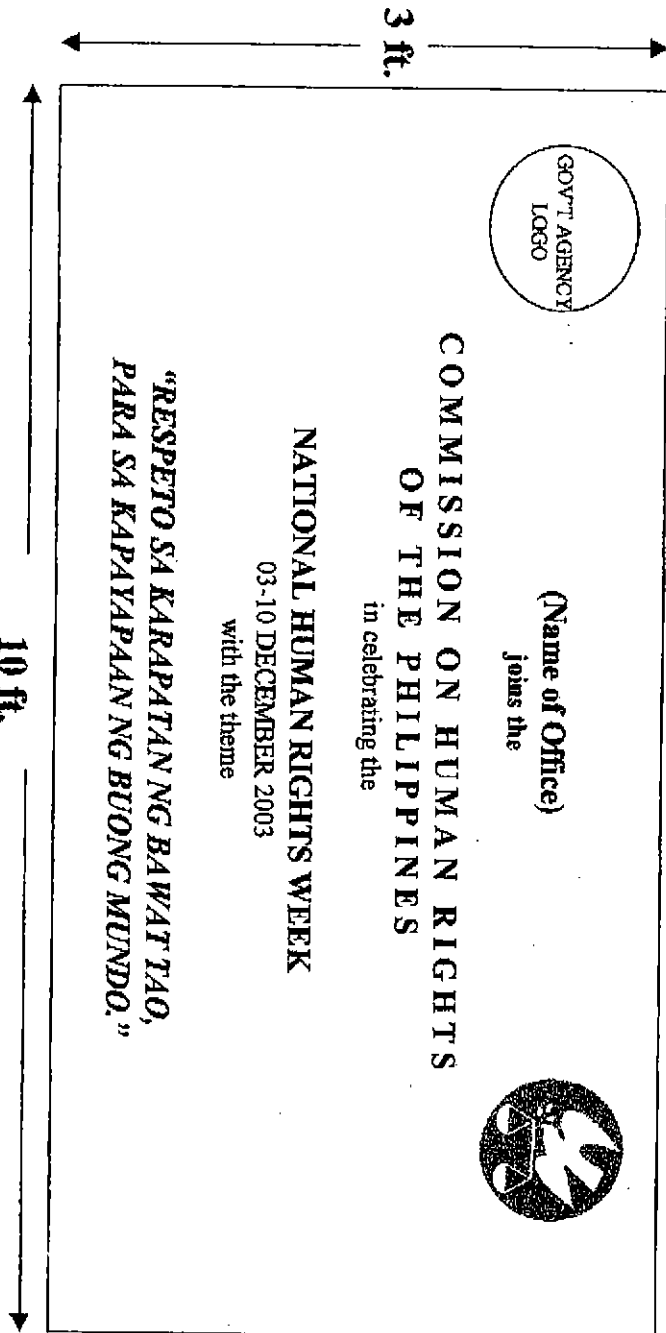 3 ft.
GOV'T AGENCY
LOGO
(Name of Office)
joins the
COMMISSION ON HUMAN RIGHTS
OF THE PHILIPPINES
in celebrating the
NATIONAL HUMAN RIGHTS WEEK
03-10 DECEMBER 2003
with the theme
"RESPETO SA KARAPATAN NG BAWAT TAO,
PARA SA KAPAYAPAAN NG BUONG MUNDO."
10 ft.